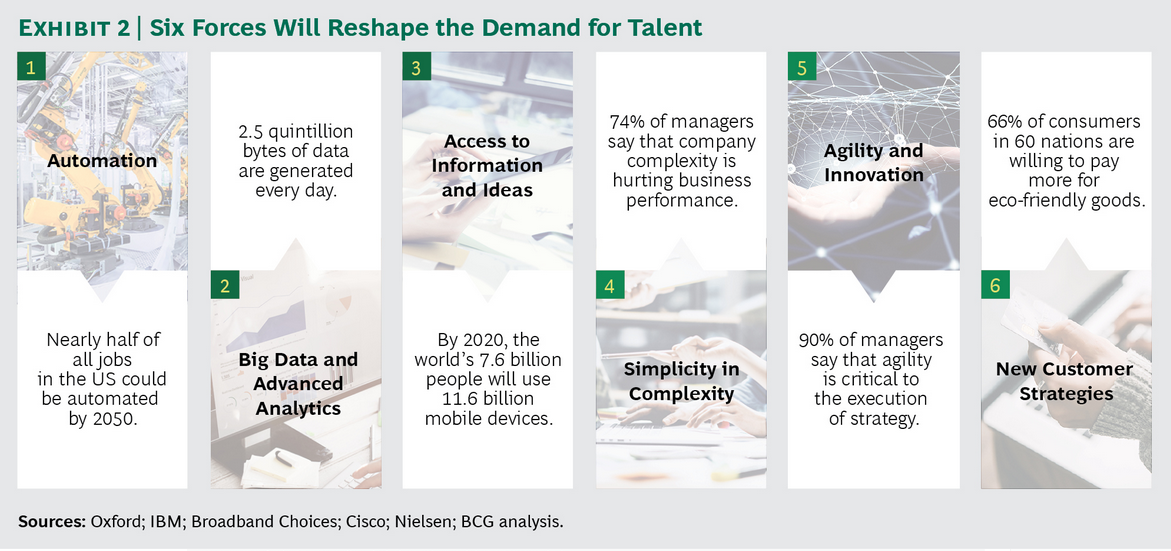 EXHIBIT 2 | Six Forces Will Reshape the Demand for Talent
1
Automation
Nearly half of
all jobs
in the US could
be automated
by 2050.
2.5 quintillion
bytes of data
are generated
every day.
2
Big Data and
Advanced
Analytics
3
Access to
Information
and Ideas
By 2020, the
world's 7.6 billion
people will use
11.6 billion
mobile devices.
74% of managers
say that company
complexity is
hurting business
performance.
4
Simplicity in
Complexity
5
Agility and
Innovation
90% of managers
say that agility
is critical to
the execution
of strategy.
66% of consumers
in 60 nations are
willing to pay
more for
eco-friendly goods.
6
New Customer
Strategies
Sources: Oxford; IBM; Broadband Choices; Cisco; Nielsen; BCG analysis.